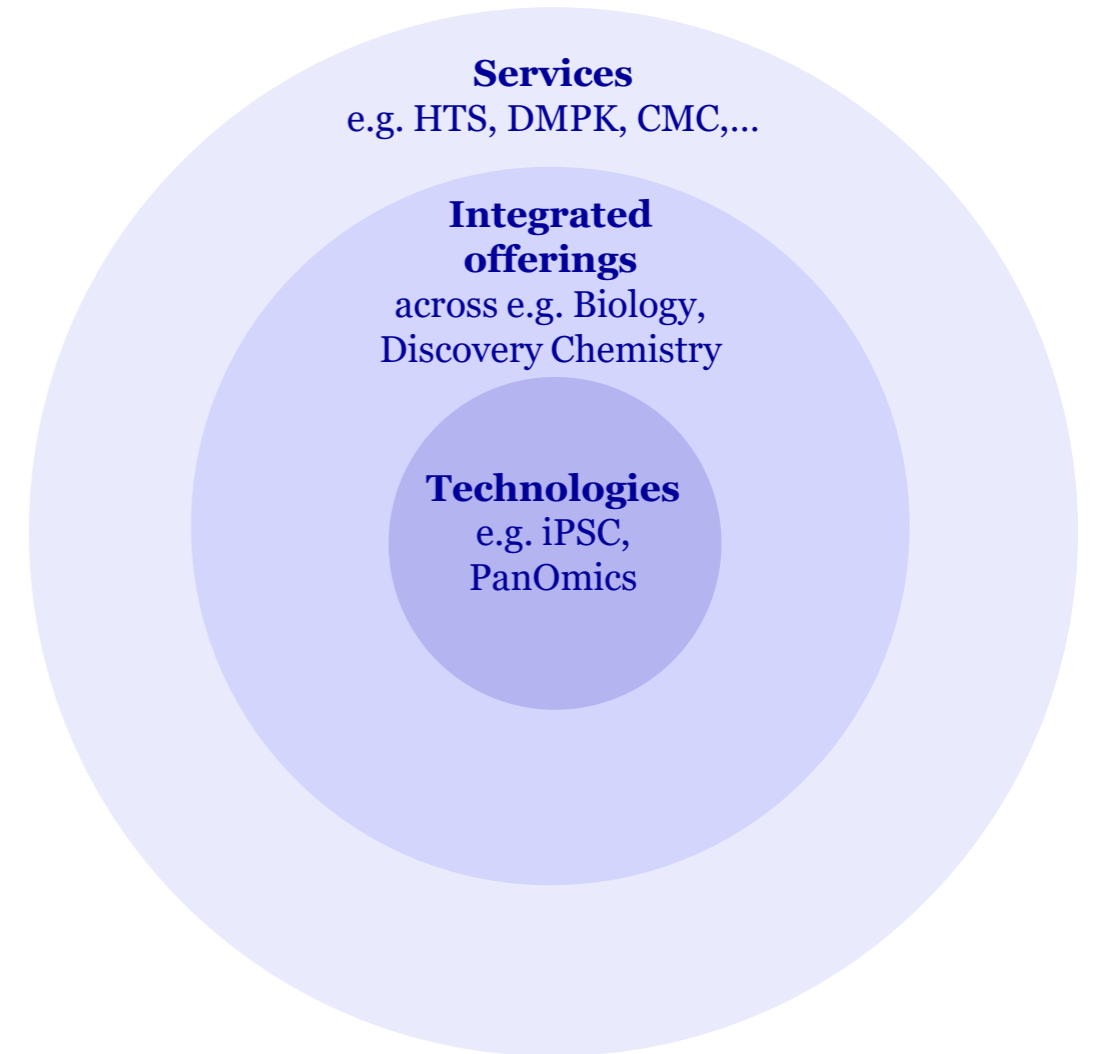 Services
e.g. HTS, DMPK, CMC,...
Integrated
offerings
across e.g. Biology,
Discovery Chemistry
Technologies
e.g. iPSC,
PanOmics